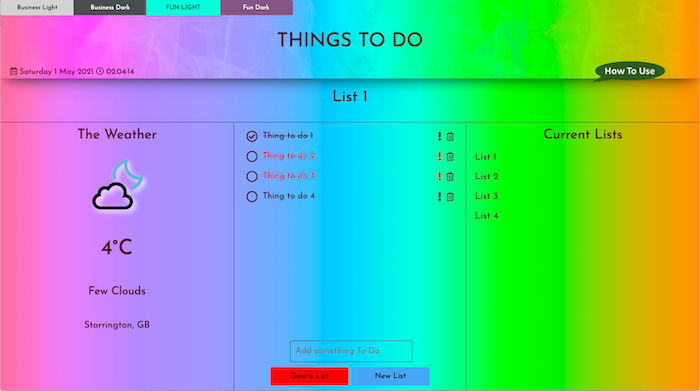 Business Light
Business Dark
FUN LIGHT
Fun Dark
THINGS TO DO
Saturday 1 May 2021 02:04:14
How To Use
List 1
The Weather
4°C
Few Clouds
Storrington, GB
Thing to do 1
Thing to do 2
Thing to do 3
Thing to do 4
Add something To Do
Delete List
New List
Current Lists
List 1
List 2
List 3
List 4